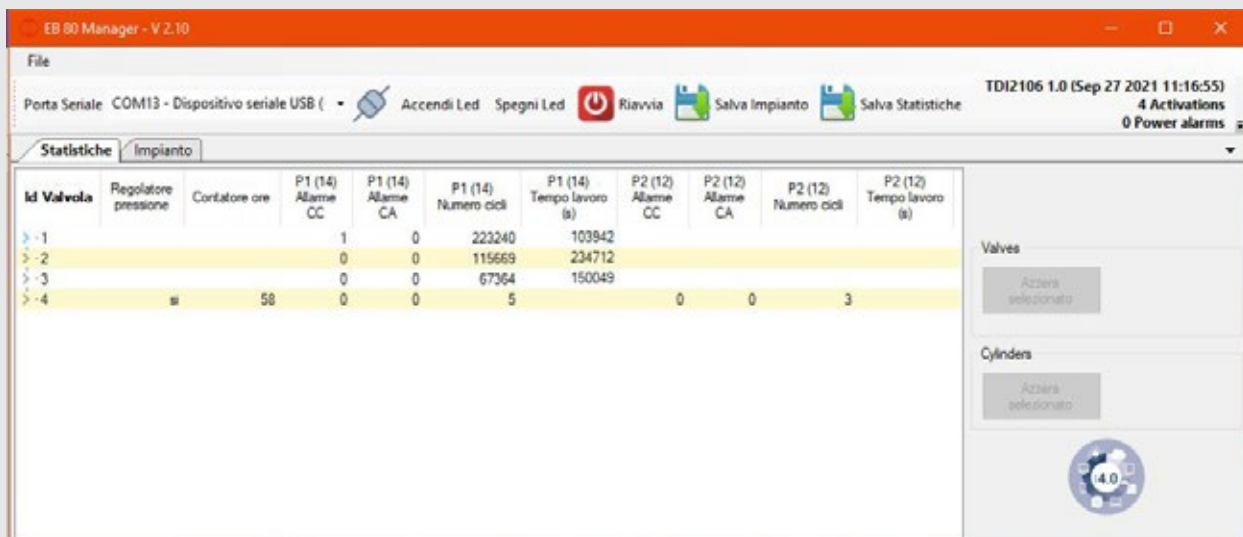 EB 80 Manager - V 2.10
File
Porta Seriale COM13 - Dispositivo seriale USB ( Accendi Led Spegni Led Riavvia Salva Impianto Salva Statistiche
TDI2106 1.0 (Sep 27 2021 11:16:55)
4 Activations
0 Power alarms
Statistiche Impianto
Id Valvola Regolatore pressione Contatore ore P1 (14) Allarme CC P1 (14) Allarme CA P1 (14) Numero cicli P1 (14) Tempo lavoro (s) P2 (12) Allarme CC P2 (12) Allarme CA P2 (12) Numero cicli P2 (12) Tempo lavoro (s)
1 1 0 223240 103942
2 0 0 115669 234712
3 0 0 67364 150049
4 si 58 0 0 5 0 0 3
Valves
Azzera
selezionato
Cylinders
Azzera
selezionato
i4.0